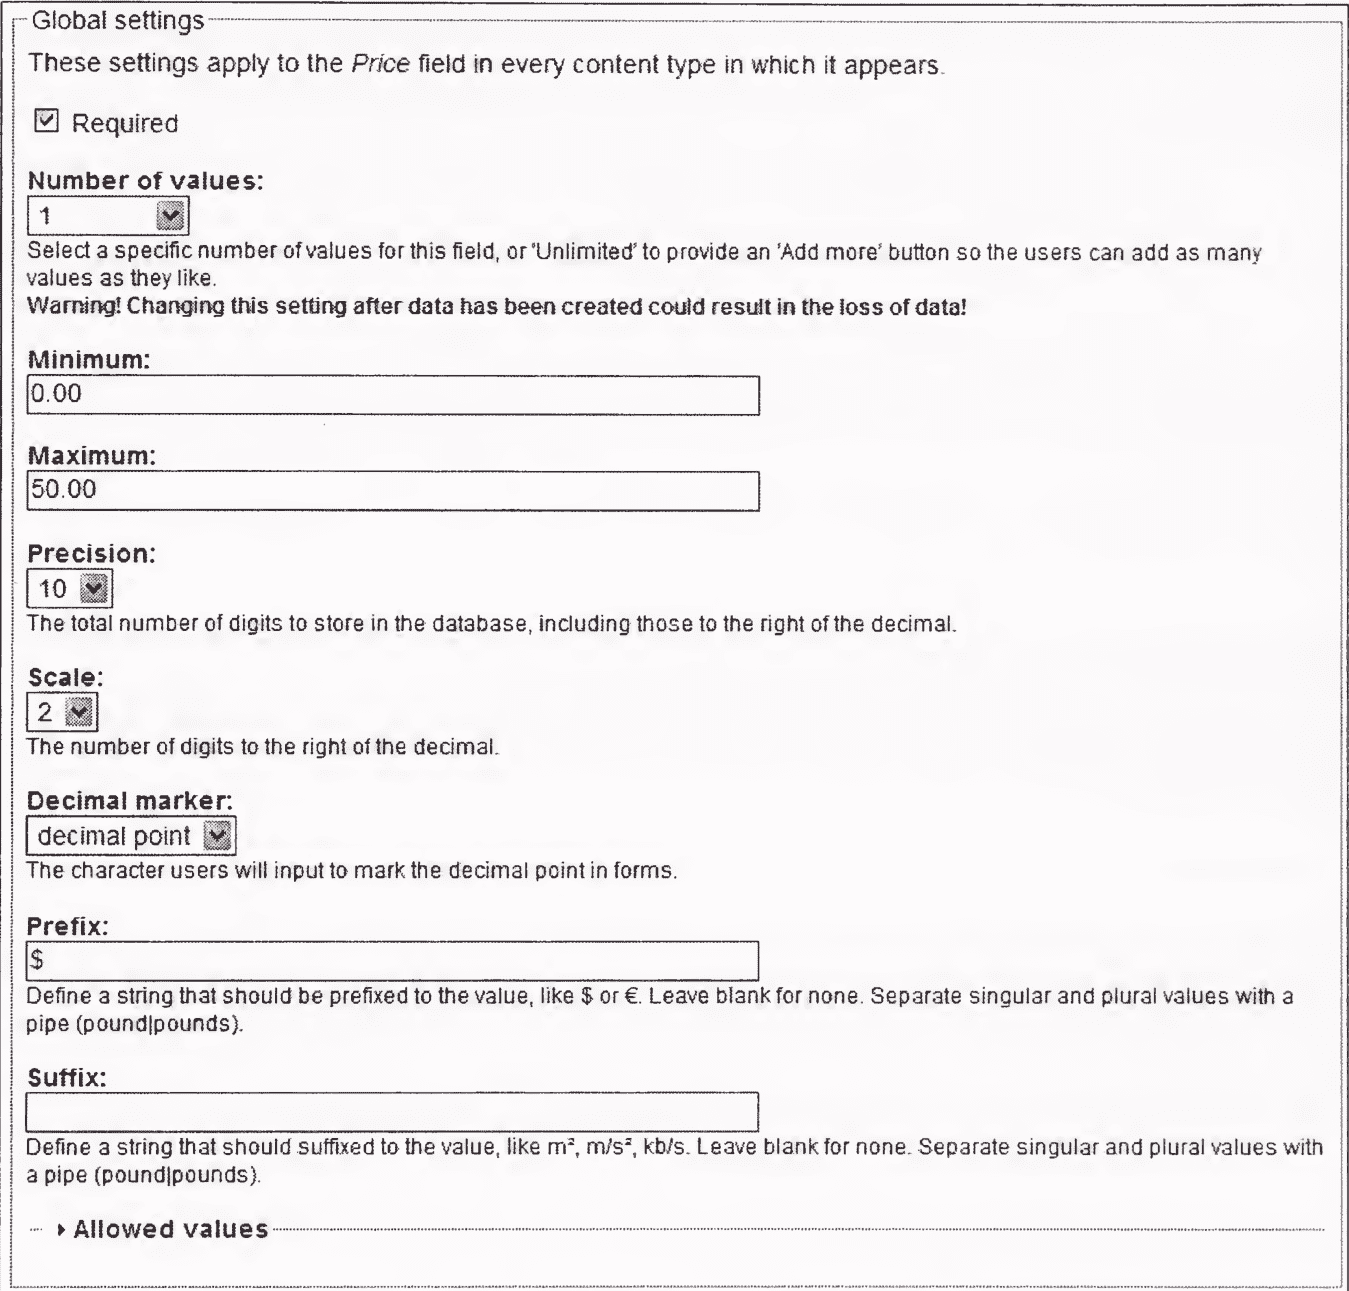 Global settings
These settings apply to the Price field in every content type in which it appears.
Required
Number of values:
1
Select a specific number of values for this field, or 'Unlimited' to provide an 'Add more' button so the users can add as many
values as they like.
Warning! Changing this setting after data has been created could result in the loss of data!
Minimum:
0.00
Maximum:
50.00
Precision:
10
The total number of digits to store in the database, including those to the right of the decimal.
Scale:
2
The number of digits to the right of the decimal.
Decimal marker:
decimal point
The character users will input to mark the decimal point in forms.
Prefix:
$
Define a string that should be prefixed to the value, like $ or €. Leave blank for none. Separate singular and plural values with a
pipe (pound|pounds).
Suffix:
Define a string that should suffixed to the value, like m², m/s², kb/s. Leave blank for none. Separate singular and plural values with
a pipe (pound|pounds).
Allowed values